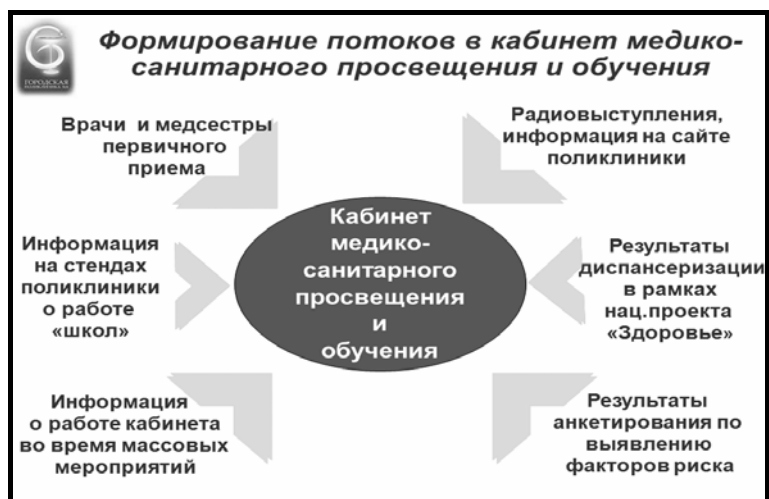 Формирование потоков в кабинет медико-
санитарного просвещения и обучения
ГОРОДСКАЯ
Врачи и медсестры
первичного
приема
Радиовыступления,
информация на сайте
поликлиники
Информация
на стендах
поликлиники
о работе
«школ»
Кабинет
медико-
санитарного
просвещения
и
обучения
Результаты
диспансеризации
в рамках
нац.проекта
«Здоровье»
Информация
о работе кабинета
во время массовых
мероприятий
Результаты
анкетирования по
выявлению
факторов риска